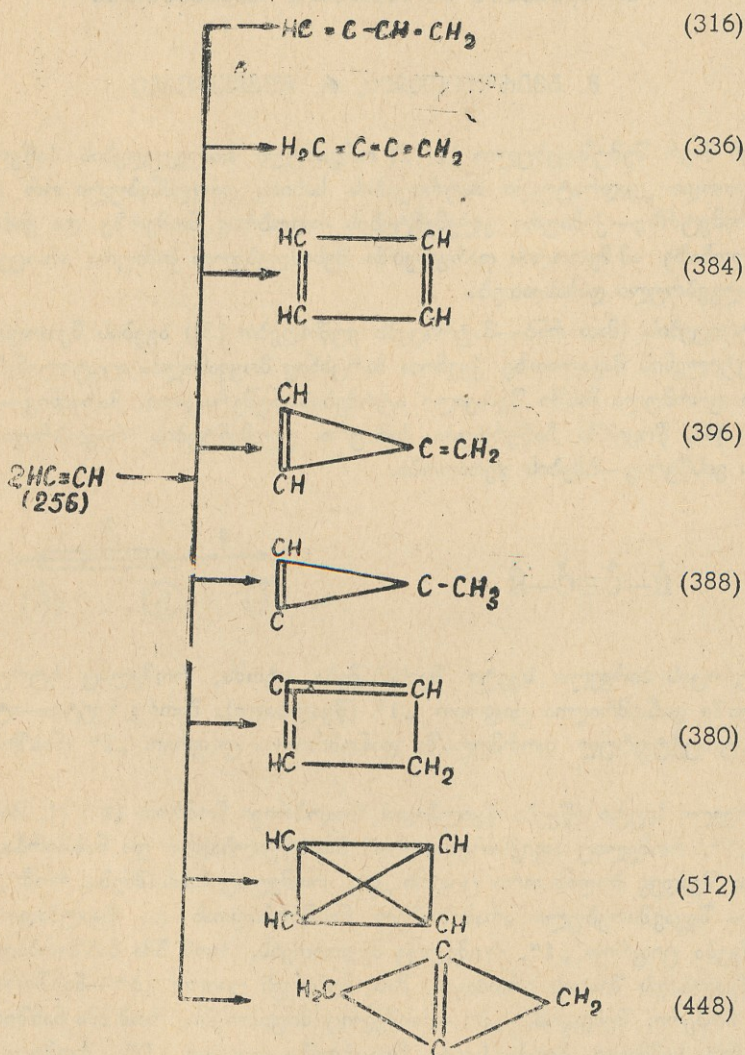 HC≡C-CH=CH₂ (316)
H₂C=C=C=CH₂ (336)
HC CH
(384)
HC CH
CH
C=CH₂ (396)
CH
2HC≡CH
(256)
CH
C-CH₃ (388)
C
C CH
(380)
HC CH₂
HC CH
(512)
HC CH
C
H₂C CH₂ (448)
C